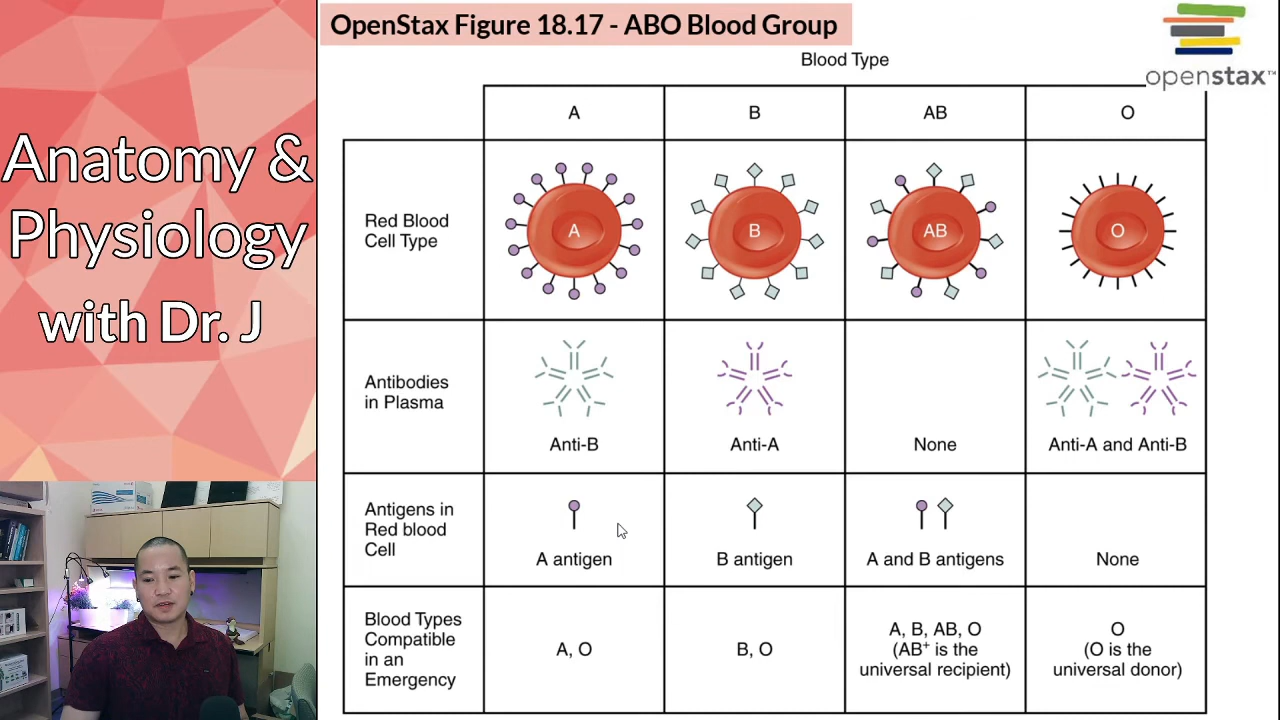 Anatomy &
Physiology
with Dr. J
OpenStax Figure 18.17 - ABO Blood Group
openstax™
Blood Type
A B AB O
Red Blood
Cell Type
A B AB O
Antibodies
in Plasma
Anti-B Anti-A None Anti-A and Anti-B
Antigens in
Red blood
Cell
A antigen B antigen A and B antigens None
Blood Types
Compatible
in an
Emergency
A, O
B, O
A, B, AB, O
(AB⁺ is the
universal recipient)
O
(O is the
universal donor)